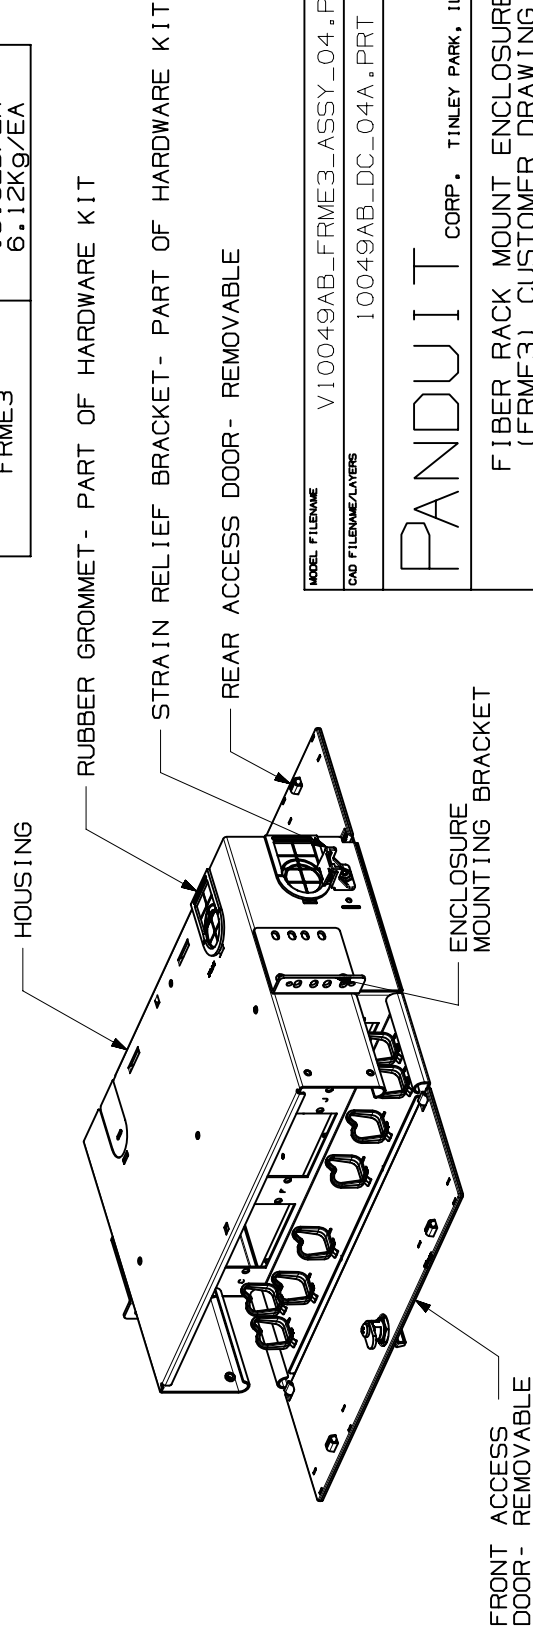 6.12Kg/EA
FRME3
HOUSING
RUBBER GROMMET- PART OF HARDWARE KIT
STRAIN RELIEF BRACKET- PART OF HARDWARE KIT
REAR ACCESS DOOR- REMOVABLE
ENCLOSURE
MOUNTING BRACKET
FRONT ACCESS
DOOR- REMOVABLE
MODEL FILENAME
V10049AB_FRME3_ASSY_04.P
CAD FILENAME/LAYERS
10049AB_DC_04A.PRT
PANDUIT CORP. TINLEY PARK,
FIBER RACK MOUNT ENCLOSURE
(FRME3) CUSTOMER DRAWING